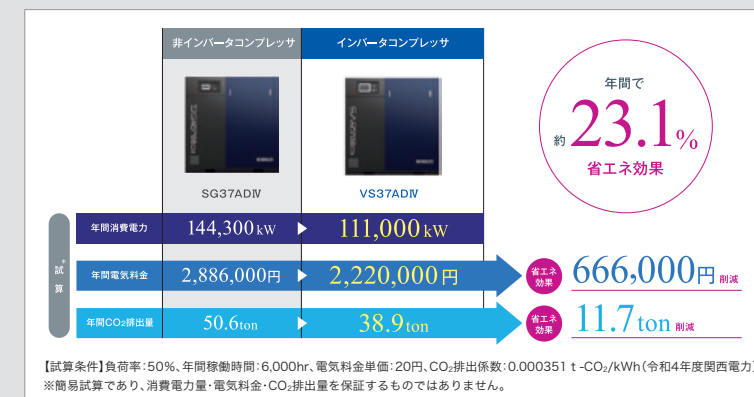 非インバータコンプレッサ
インバータコンプレッサ
SG37ADⅣ
VS37ADⅣ
年間で
約23.1%
省エネ効果
試算※
年間消費電力
144,300kW
111,000kW
年間電気料金
2,886,000円
2,220,000円
省エネ
効果
666,000円削減
年間CO₂排出量
50.6ton
38.9ton
省エネ
効果
11.7ton削減
【試算条件】負荷率：50%、年間稼働時間：6,000hr、電気料金単価：20円、CO₂排出係数：0.000351ｔ-CO₂/kWh（令和4年度関西電力）
※簡易試算であり、消費電力量・電気料金・CO₂排出量を保証するものではありません。